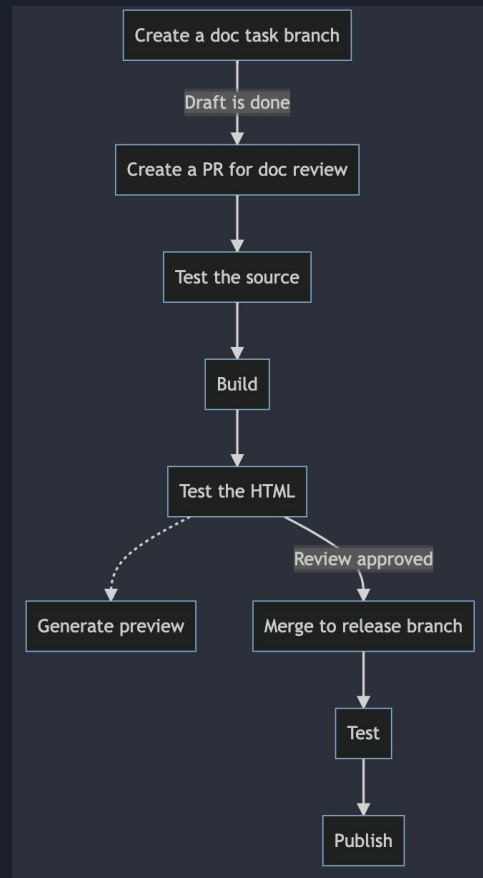 Create a doc task branch
Draft is done
Create a PR for doc review
Test the source
Build
Test the HTML
Review approved
Generate preview
Merge to release branch
Test
Publish